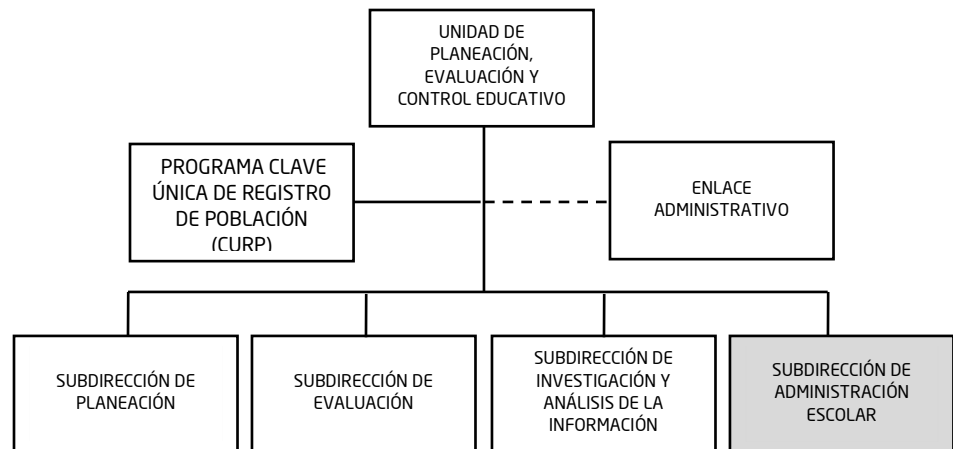 UNIDAD DE
PLANEACIÓN,
EVALUACIÓN Y
CONTROL EDUCATIVO
PROGRAMA CLAVE
ÚNICA DE REGISTRO
DE POBLACIÓN
(CURP)
ENLACE
ADMINISTRATIVO
SUBDIRECCIÓN DE
PLANEACIÓN
SUBDIRECCIÓN DE
EVALUACIÓN
SUBDIRECCIÓN DE
INVESTIGACIÓN Y
ANÁLISIS DE LA
INFORMACIÓN
SUBDIRECCIÓN DE
ADMINISTRACIÓN
ESCOLAR